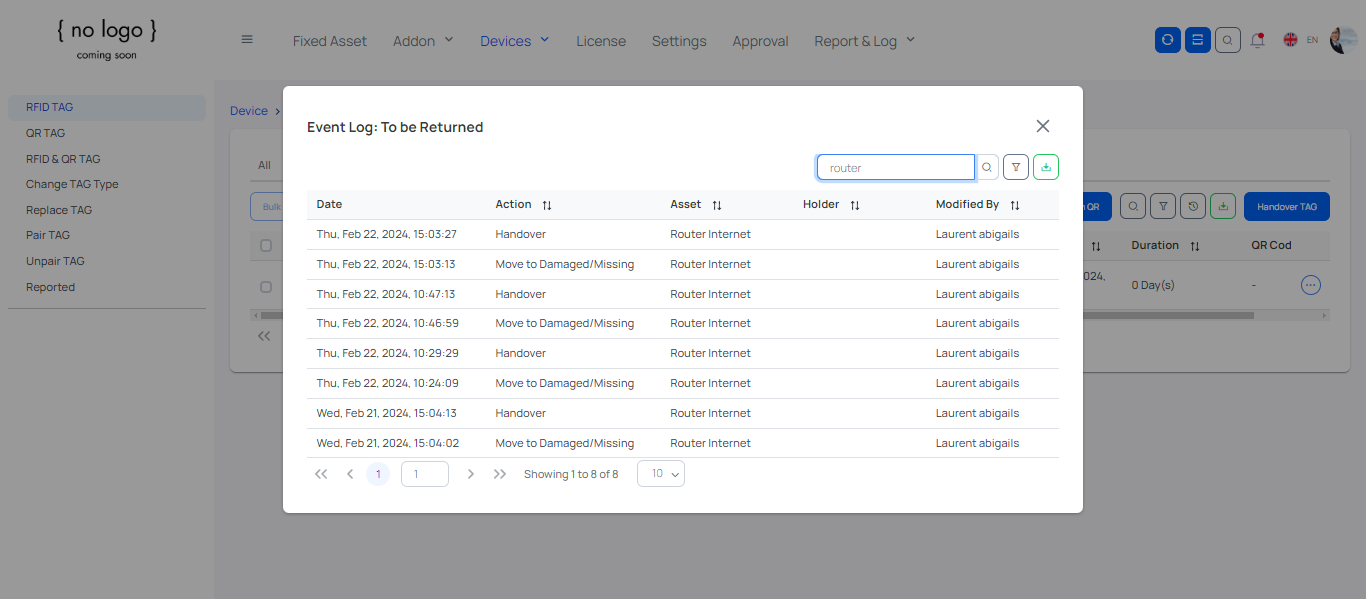 { no logo }
coming soon
Fixed Asset Addon Devices License Settings Approval Report & Log EN
RFID TAG
QR TAG
RFID & QR TAG
Change TAG Type
Replace TAG
Pair TAG
Unpair TAG
Reported
Device >
All
Bulk
QR Handover TAG
Duration QR Cod
024,
0 Day(s) -
Event Log: To be Returned
router
Date Action Asset Holder Modified By
Thu, Feb 22, 2024, 15:03:27 Handover Router Internet Laurent abigails
Thu, Feb 22, 2024, 15:03:13 Move to Damaged/Missing Router Internet Laurent abigails
Thu, Feb 22, 2024, 10:47:13 Handover Router Internet Laurent abigails
Thu, Feb 22, 2024, 10:46:59 Move to Damaged/Missing Router Internet Laurent abigails
Thu, Feb 22, 2024, 10:29:29 Handover Router Internet Laurent abigails
Thu, Feb 22, 2024, 10:24:09 Move to Damaged/Missing Router Internet Laurent abigails
Wed, Feb 21, 2024, 15:04:13 Handover Router Internet Laurent abigails
Wed, Feb 21, 2024, 15:04:02 Move to Damaged/Missing Router Internet Laurent abigails
1 1 Showing 1 to 8 of 8 10